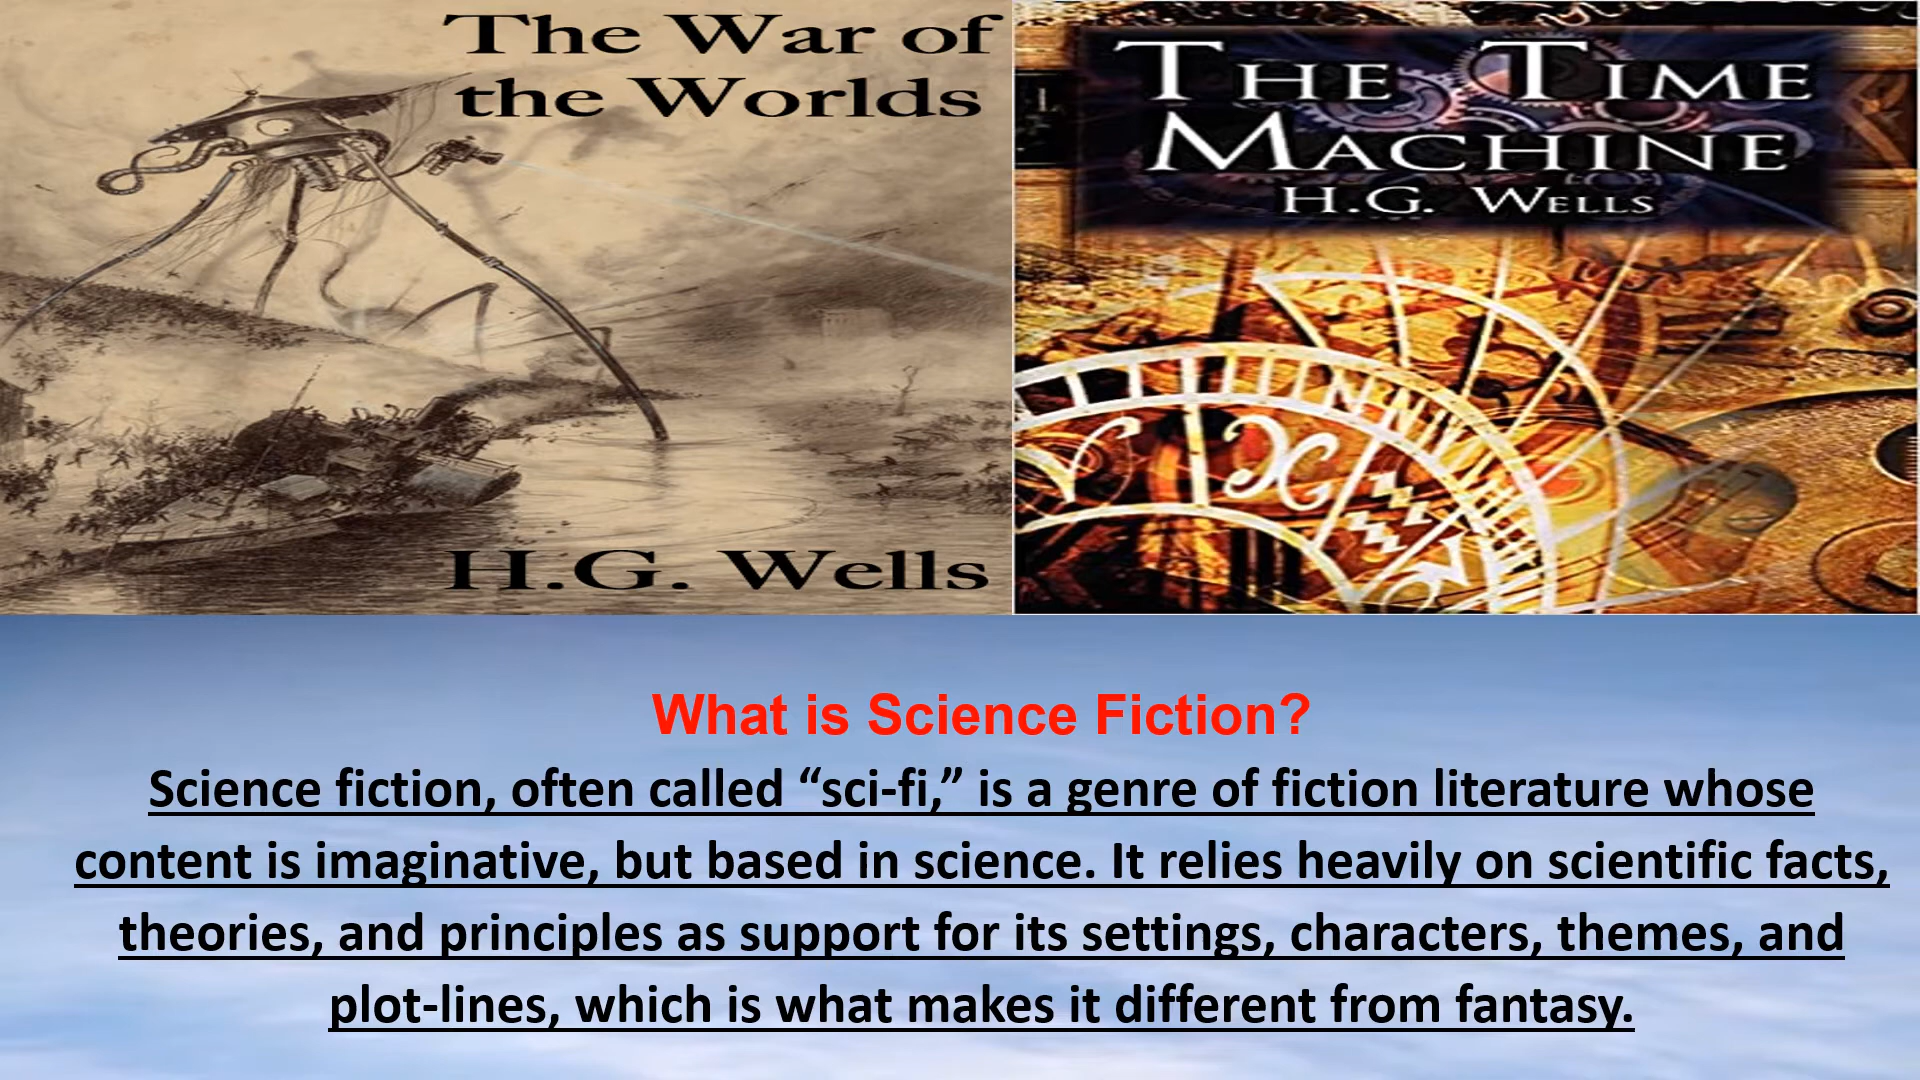 The War of
the Worlds
H.G. Wells
THE TIME
MACHINE
H.G. WELLS
What is Science Fiction?
Science fiction, often called “sci-fi,” is a genre of fiction literature whose
content is imaginative, but based in science. It relies heavily on scientific facts,
theories, and principles as support for its settings, characters, themes, and
plot-lines, which is what makes it different from fantasy.